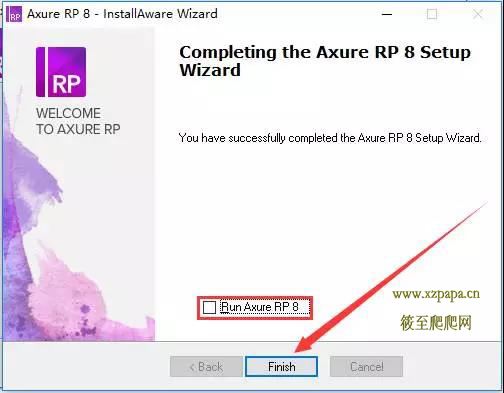 Axure RP 8 - InstallAware Wizard
RP
WELCOME
TO AXURE RP
Completing the Axure RP 8 Setup
Wizard
You have successfully completed the Axure RP 8 Setup Wizard.
Run Axure RP 8
www.xzpapa.cn
筱至爬爬网
< Back
Finish
Cancel